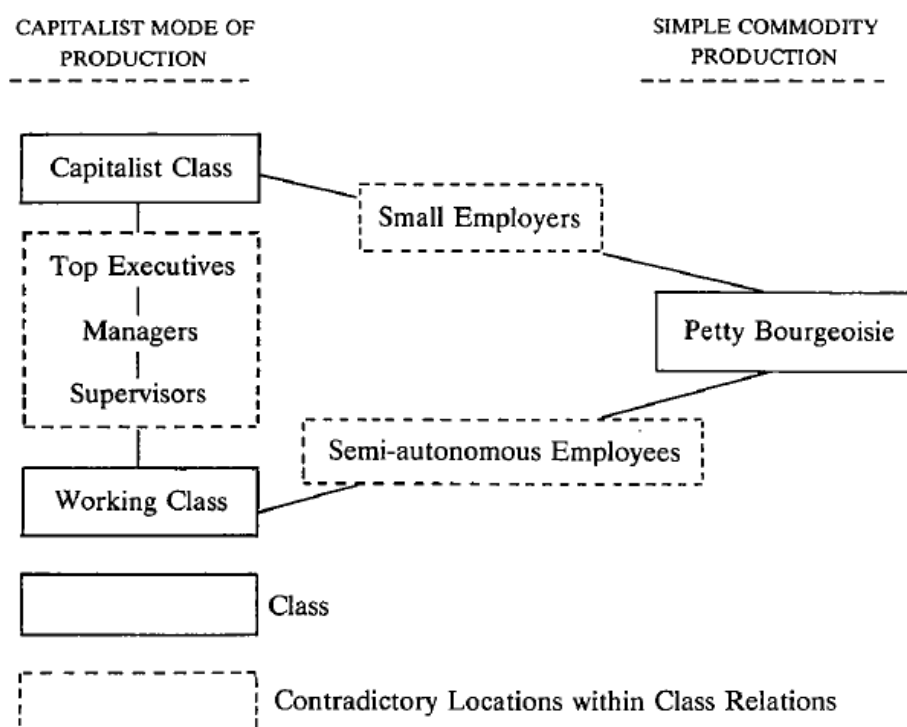 CAPITALIST MODE OF
PRODUCTION
SIMPLE COMMODITY
PRODUCTION
Capitalist Class
Small Employers
Top Executives
Managers
Petty Bourgeoisie
Supervisors
Semi-autonomous Employees
Working Class
Class
Contradictory Locations within Class Relations